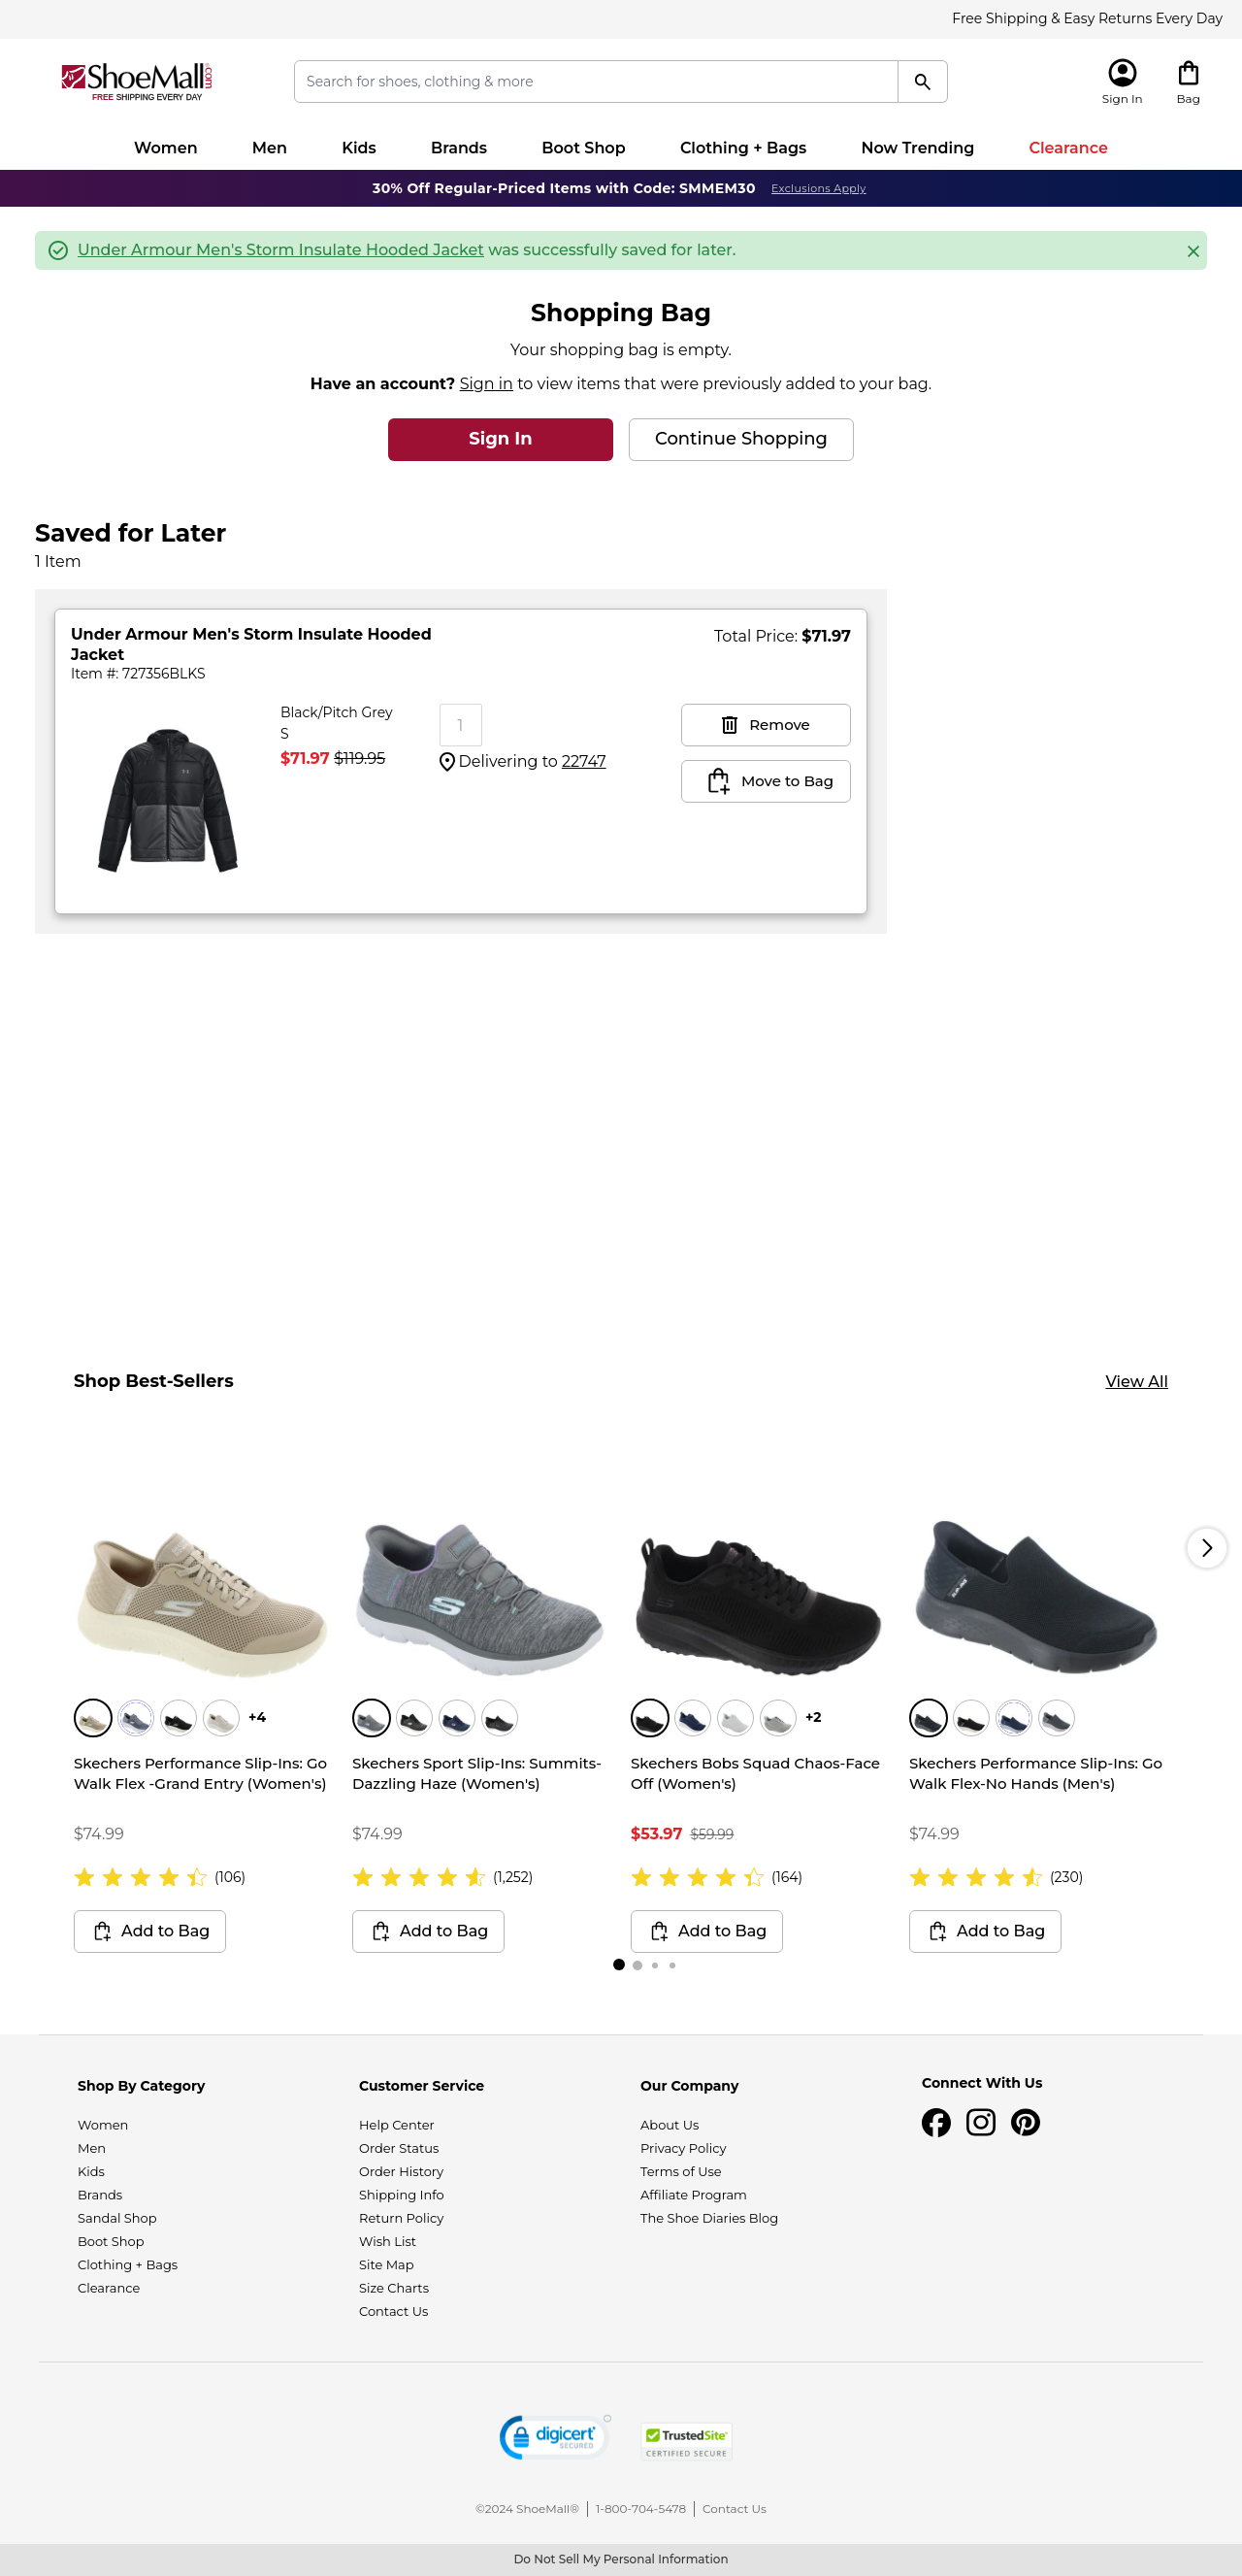 Free Shipping & Easy Returns Every Day
ShoeMall.com
FREE SHIPPING EVERY DAY
Search for shoes, clothing & more
Sign In
Bag
Women
Men
Kids
Brands
Boot Shop
Clothing + Bags
Now Trending
Clearance
30% Off Regular-Priced Items with Code: SMMEM30 Exclusions Apply
Under Armour Men's Storm Insulate Hooded Jacket was successfully saved for later.
Shopping Bag
Your shopping bag is empty.
Have an account? Sign in to view items that were previously added to your bag.
Sign In
Continue Shopping
Saved for Later
1 Item
Under Armour Men's Storm Insulate Hooded
Jacket
Item #: 727356BLKS
Total Price: $71.97
Black/Pitch Grey
S
$71.97 $119.95
1
Delivering to 22747
Remove
Move to Bag
Shop Best-Sellers
View All
+4
+2
Skechers Performance Slip-Ins: Go
Walk Flex -Grand Entry (Women's)
$74.99
(106)
Add to Bag
Skechers Sport Slip-Ins: Summits-
Dazzling Haze (Women's)
$74.99
(1,252)
Add to Bag
Skechers Bobs Squad Chaos-Face
Off (Women's)
$53.97 $59.99
(164)
Add to Bag
Skechers Performance Slip-Ins: Go
Walk Flex-No Hands (Men's)
$74.99
(230)
Add to Bag
Shop By Category
Women
Men
Kids
Brands
Sandal Shop
Boot Shop
Clothing + Bags
Clearance
Customer Service
Help Center
Order Status
Order History
Shipping Info
Return Policy
Wish List
Site Map
Size Charts
Contact Us
Our Company
About Us
Privacy Policy
Terms of Use
Affiliate Program
The Shoe Diaries Blog
Connect With Us
digicert
SECURED
TrustedSite
CERTIFIED SECURE
©2024 ShoeMall®
1-800-704-5478
Contact Us
Do Not Sell My Personal Information